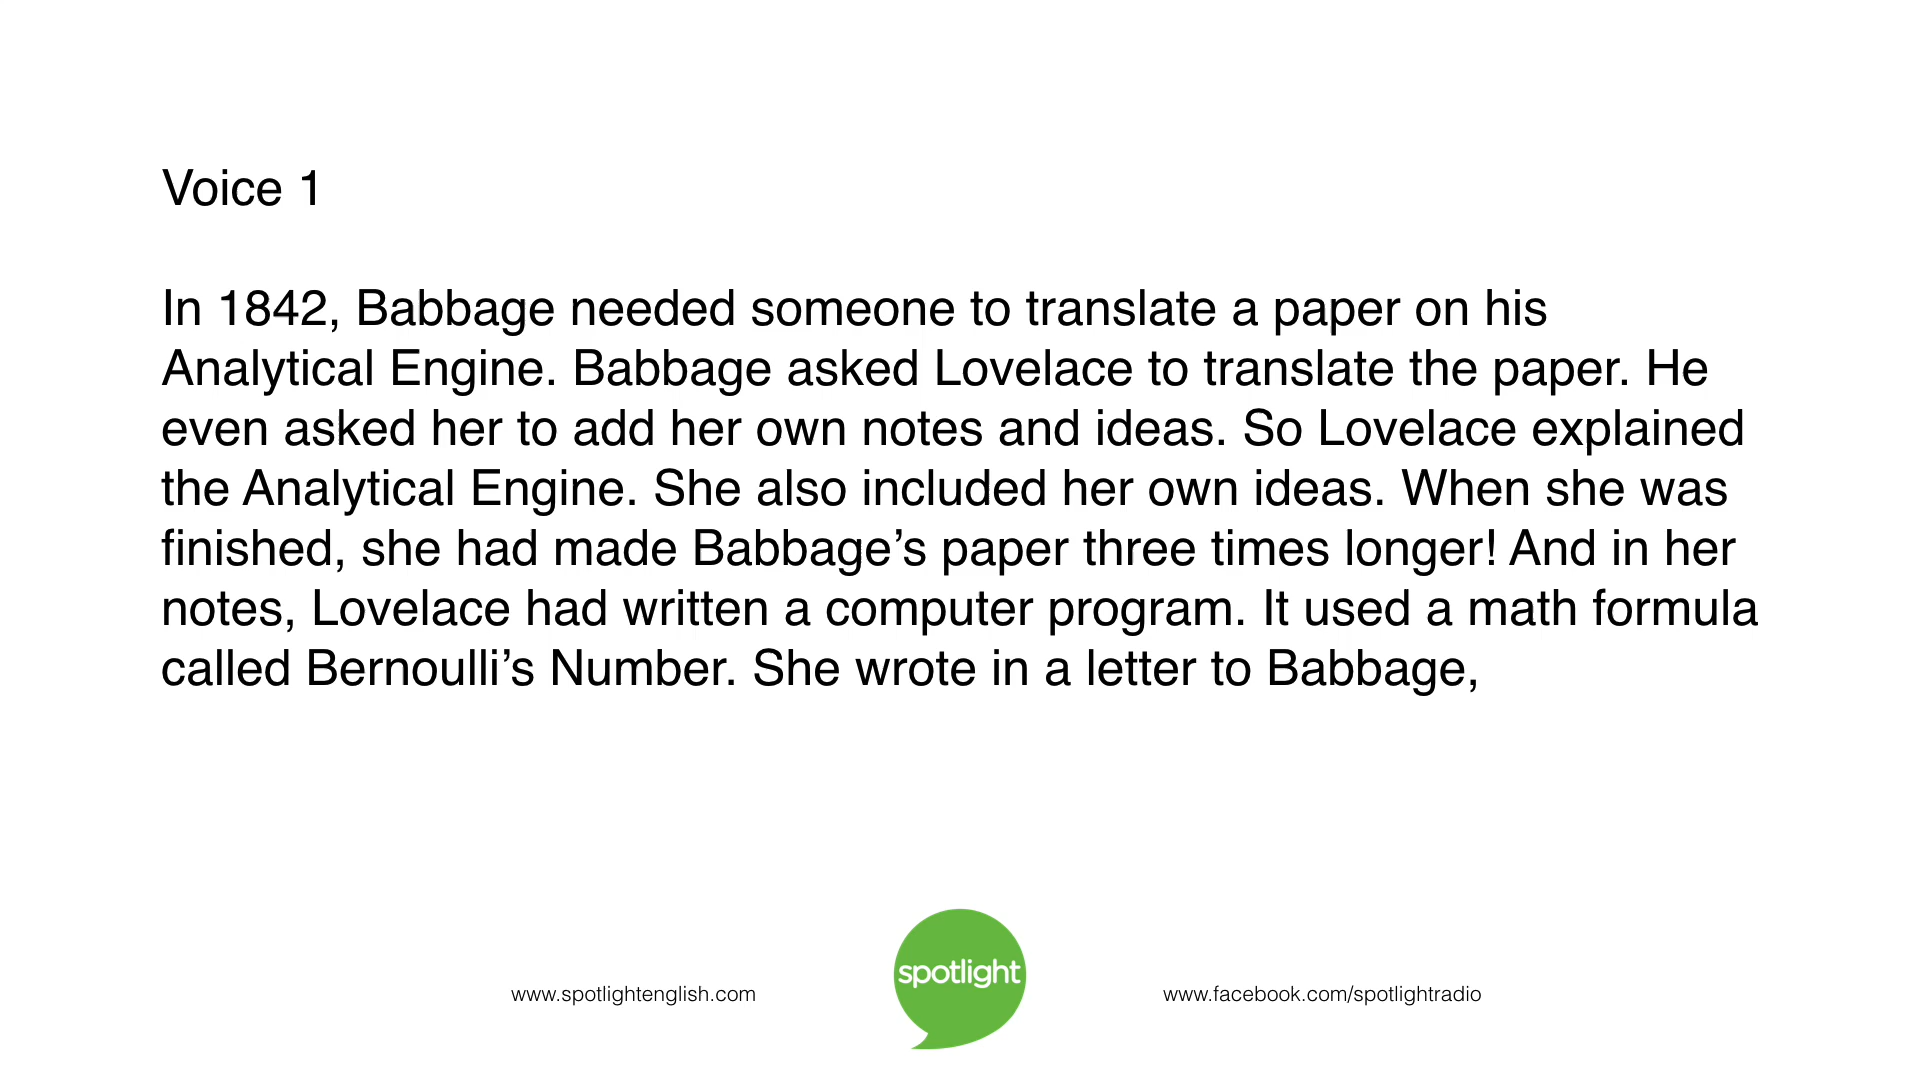 Voice 1
In 1842, Babbage needed someone to translate a paper on his
Analytical Engine. Babbage asked Lovelace to translate the paper. He
even asked her to add her own notes and ideas. So Lovelace explained
the Analytical Engine. She also included her own ideas. When she was
finished, she had made Babbage’s paper three times longer! And in her
notes, Lovelace had written a computer program. It used a math formula
called Bernoulli’s Number. She wrote in a letter to Babbage,
spotlight
www.spotlightenglish.com
www.facebook.com/spotlightradio